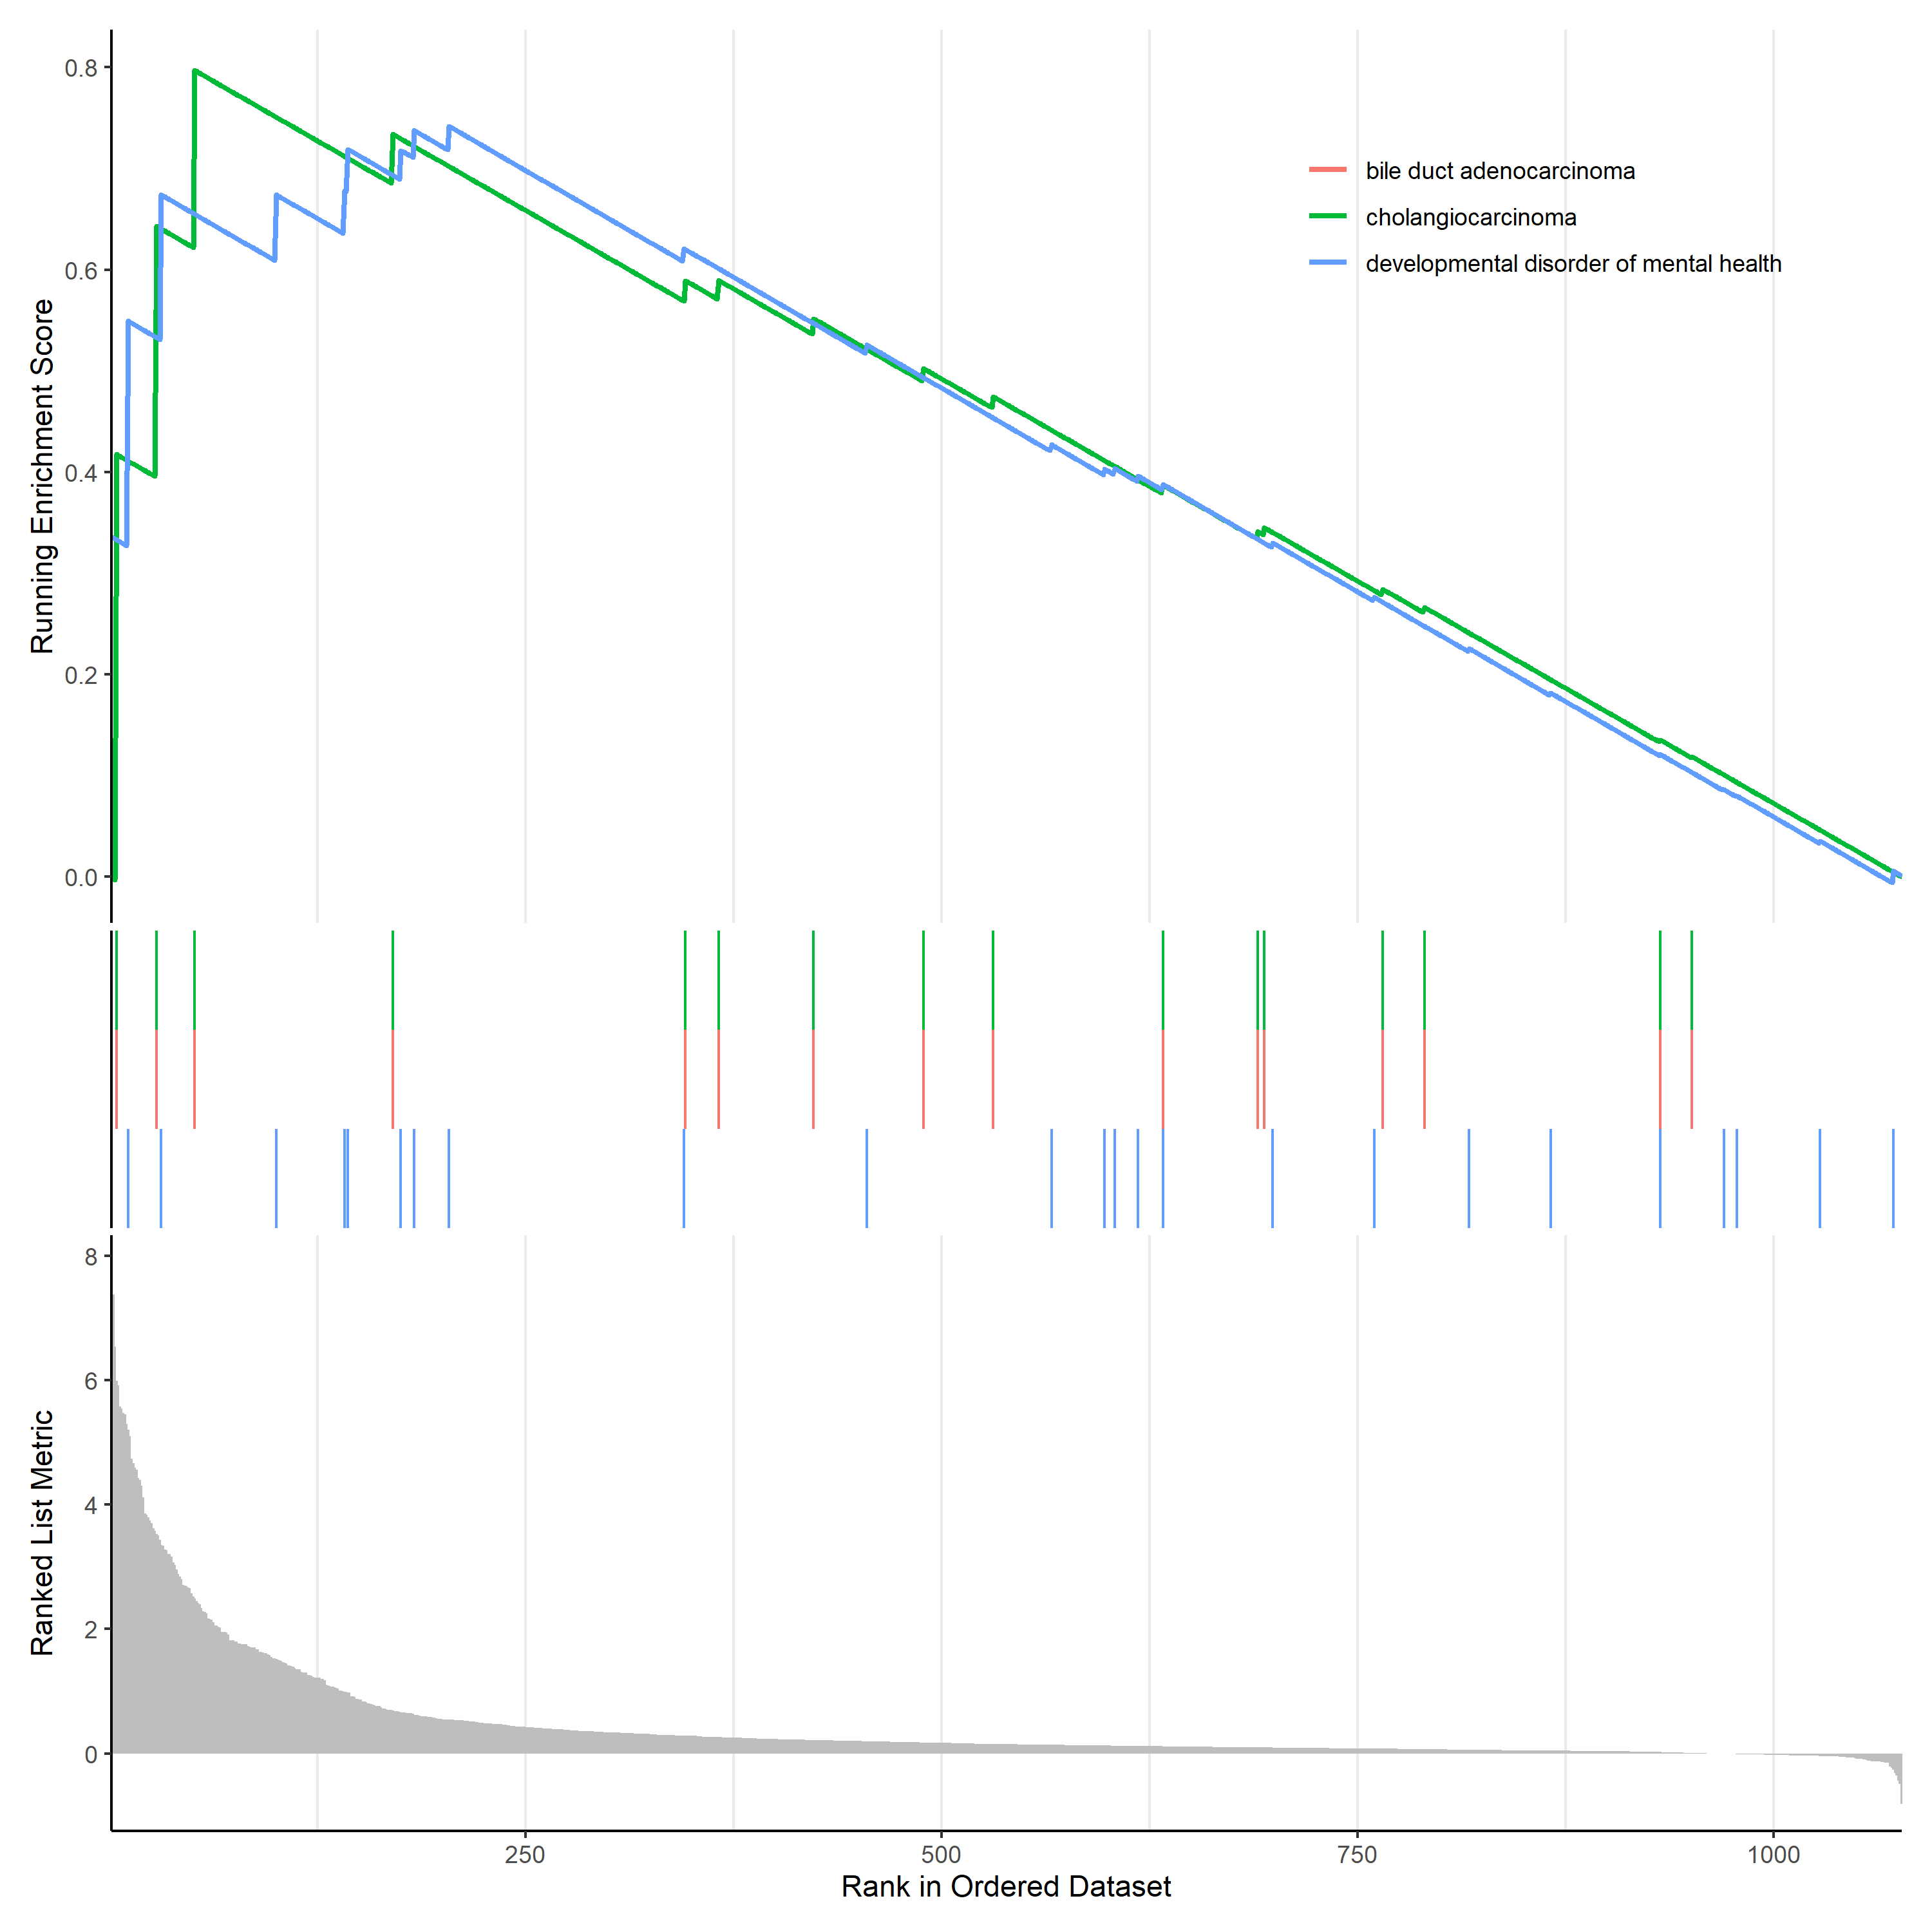 Running Enrichment Score
0.8
0.6
0.4
0.2
0.0
bile duct adenocarcinoma
cholangiocarcinoma
developmental disorder of mental health
Ranked List Metric
8
6
4
2
0
250
500
750
1000
Rank in Ordered Dataset